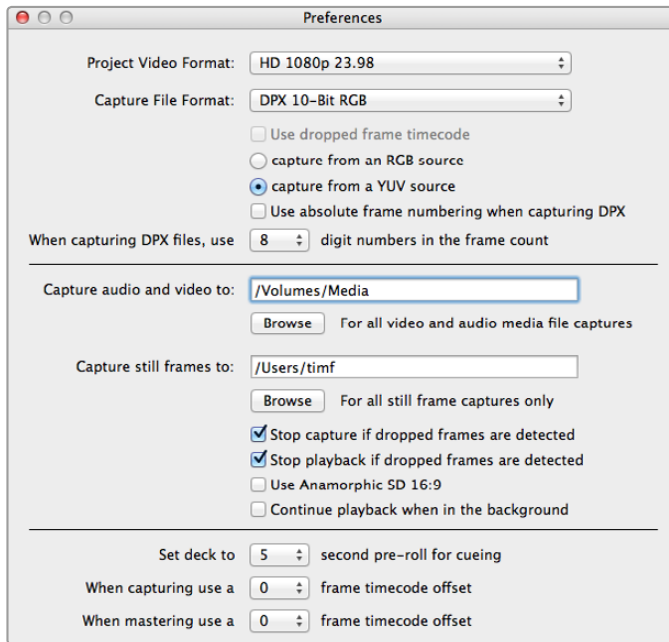 Preferences
Project Video Format: HD 1080p 23.98
Capture File Format: DPX 10-Bit RGB
Use dropped frame timecode
capture from an RGB source
capture from a YUV source
Use absolute frame numbering when capturing DPX
When capturing DPX files, use 8 digit numbers in the frame count
Capture audio and video to: /Volumes/Media
Browse For all video and audio media file captures
Capture still frames to: /Users/timf
Browse For all still frame captures only
Stop capture if dropped frames are detected
Stop playback if dropped frames are detected
Use Anamorphic SD 16:9
Continue playback when in the background
Set deck to 5 second pre-roll for cueing
When capturing use a 0 frame timecode offset
When mastering use a 0 frame timecode offset